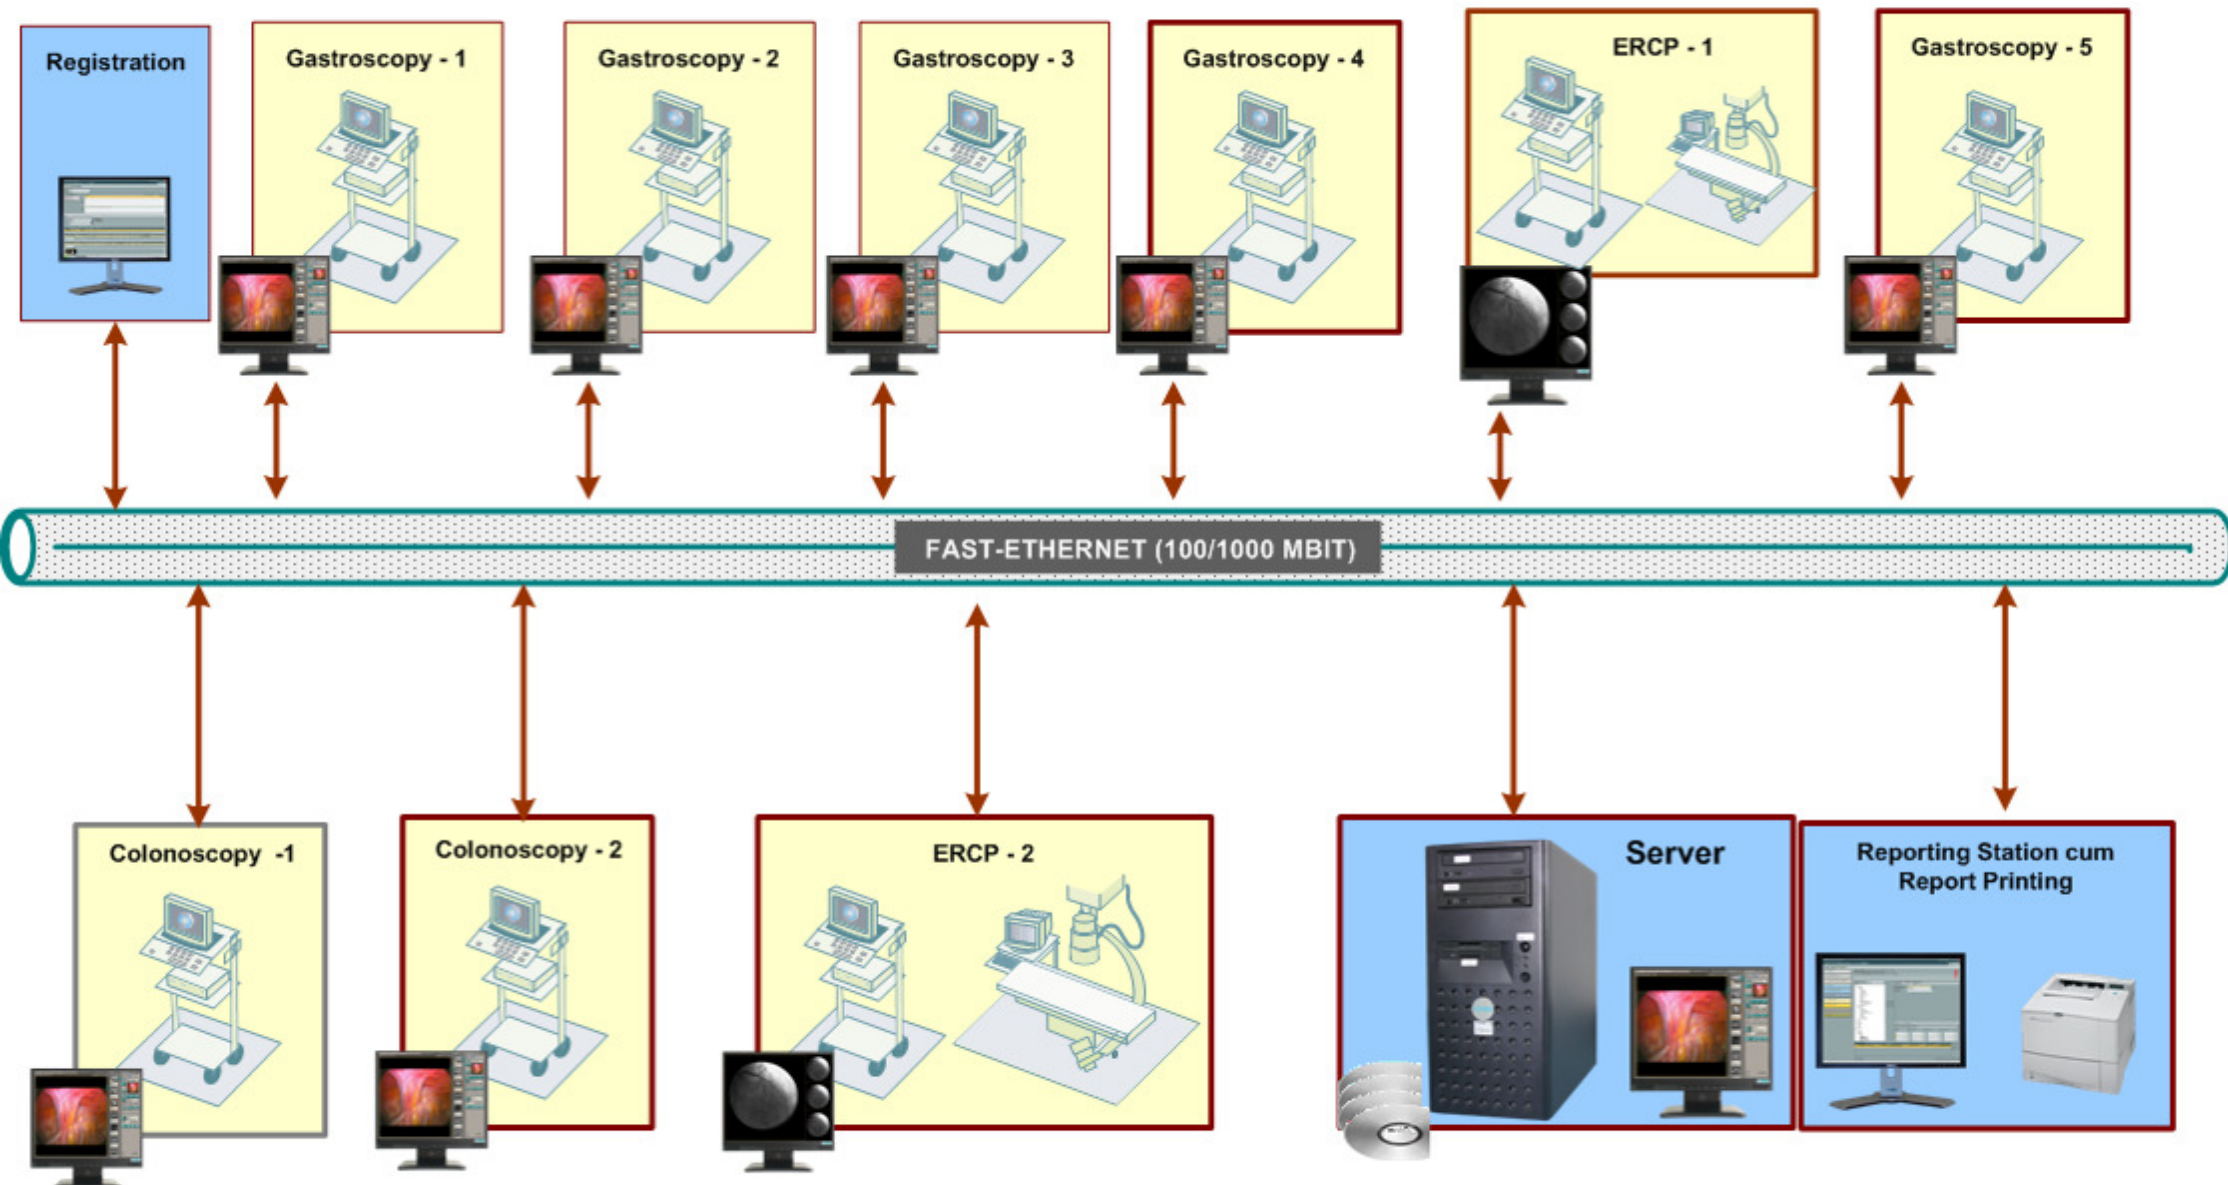 Registration
Gastroscopy - 1
Gastroscopy - 2
Gastroscopy - 3
Gastroscopy - 4
ERCP - 1
Gastroscopy - 5
FAST-ETHERNET (100/1000 MBIT)
Colonoscopy -1
Colonoscopy - 2
ERCP - 2
Server
Reporting Station cum
Report Printing